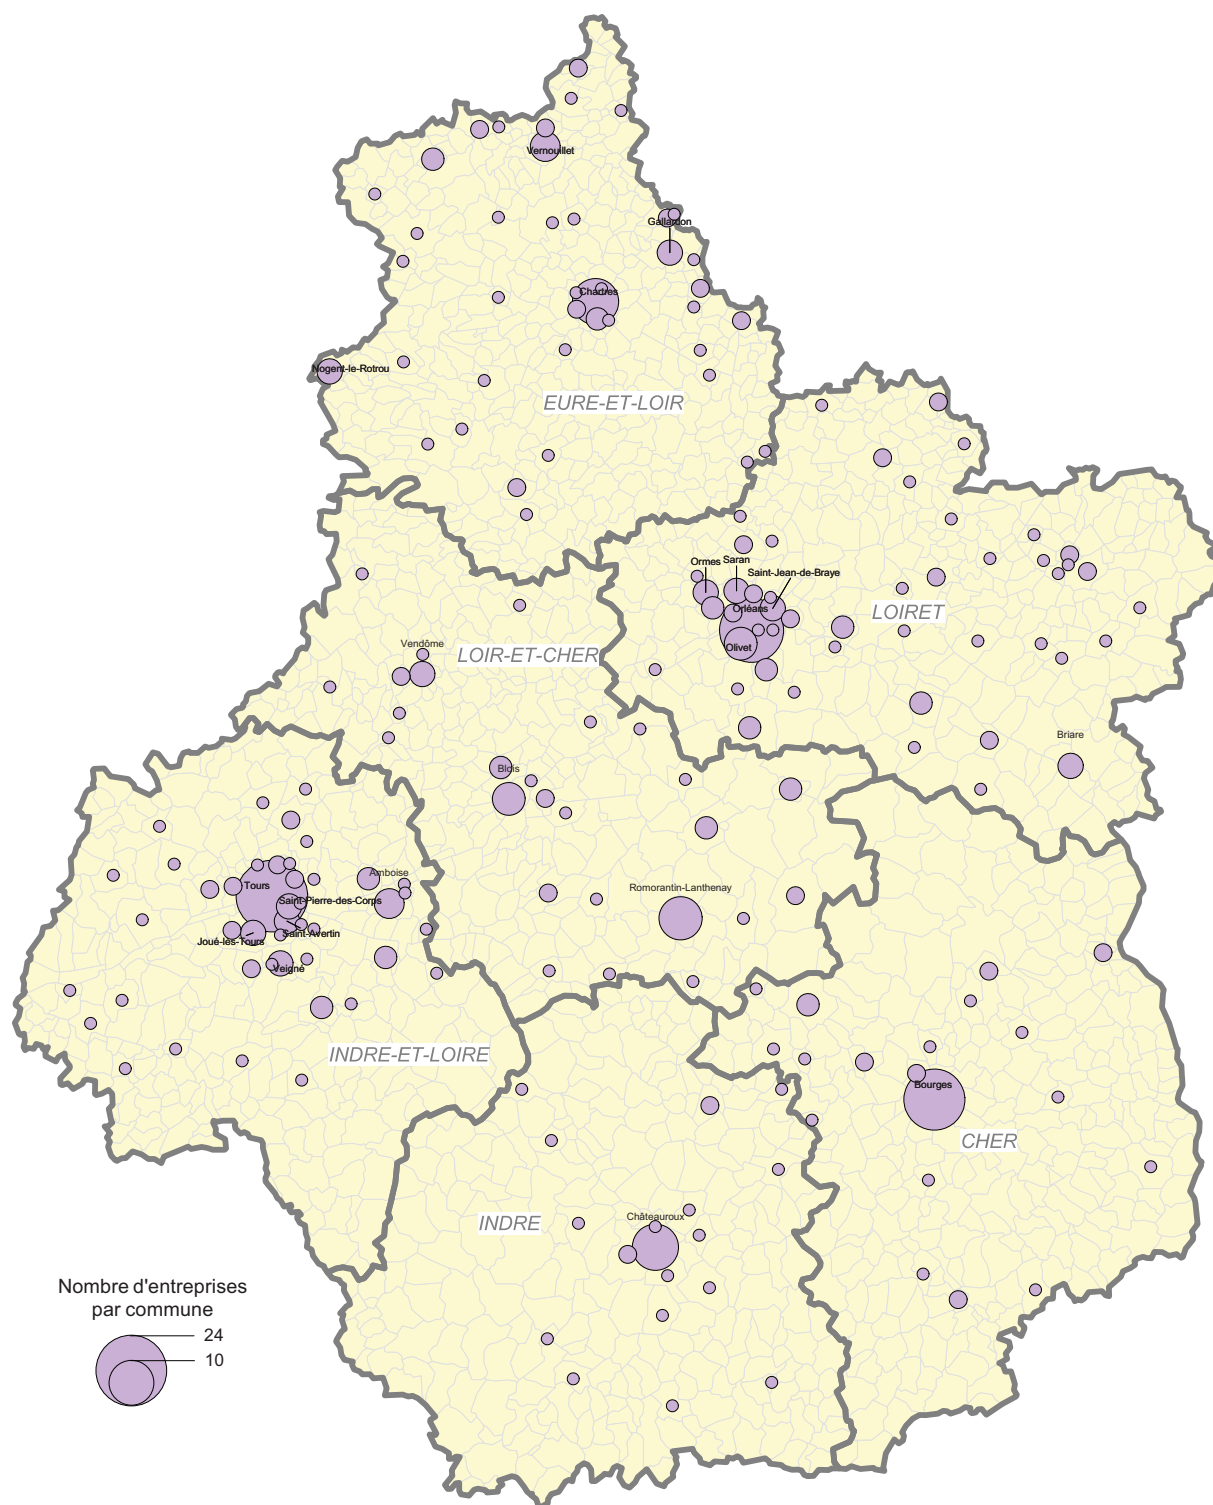 Vernouillet
Gallardon
Chartres
Nogent-le-Rotrou
EURE-ET-LOIR
Ormes
Saran
Saint-Jean-de-Braye
Orléans
LOIRET
Olivet
Vendôme
LOIR-ET-CHER
Briare
Blois
Amboise
Tours
Romorantin-Lanthenay
Saint-Pierre-des-Corps
Saint-Avertin
Joué-lès-Tours
Veigné
INDRE-ET-LOIRE
Bourges
CHER
Châteauroux
INDRE
Nombre d'entreprises
par commune
24
10